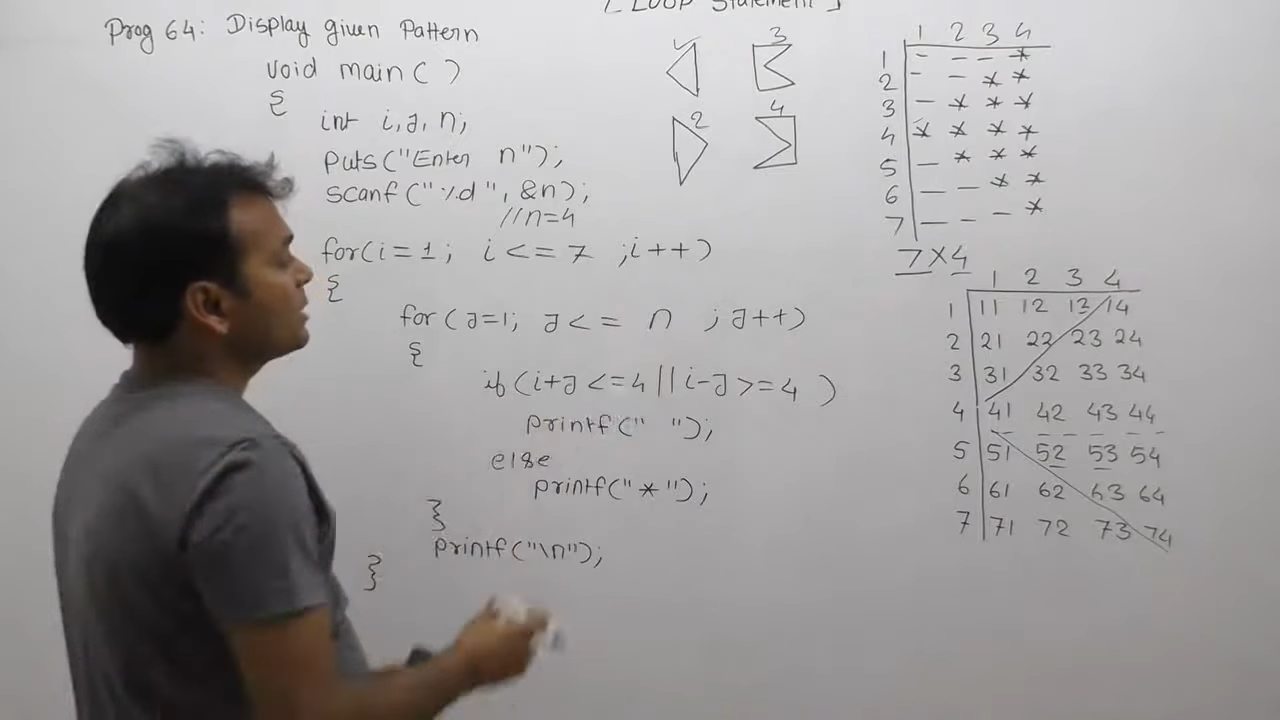 [ Loop Statement ]
Prog 64: Display given Pattern
void main( )
{
int i,J, n;
puts("Enter n");
scanf("%d", &n);
//n=4
for(i=1; i<=7 ;i++)
{
for(J=1; J<= n ;J++)
{
if(i+J<=4||i-J>=4 )
printf(" ");
else
printf("*");
}
printf("\n");
}
1 3
2 4
1 2 3 4
1 - - - *
2 - - * *
3 - * * *
4 * * * *
5 - * * *
6 - - * *
7 - - - *
7X4
1 2 3 4
1 11 12 13 14
2 21 22 23 24
3 31 32 33 34
4 41 42 43 44
5 51 52 53 54
6 61 62 63 64
7 71 72 73 74